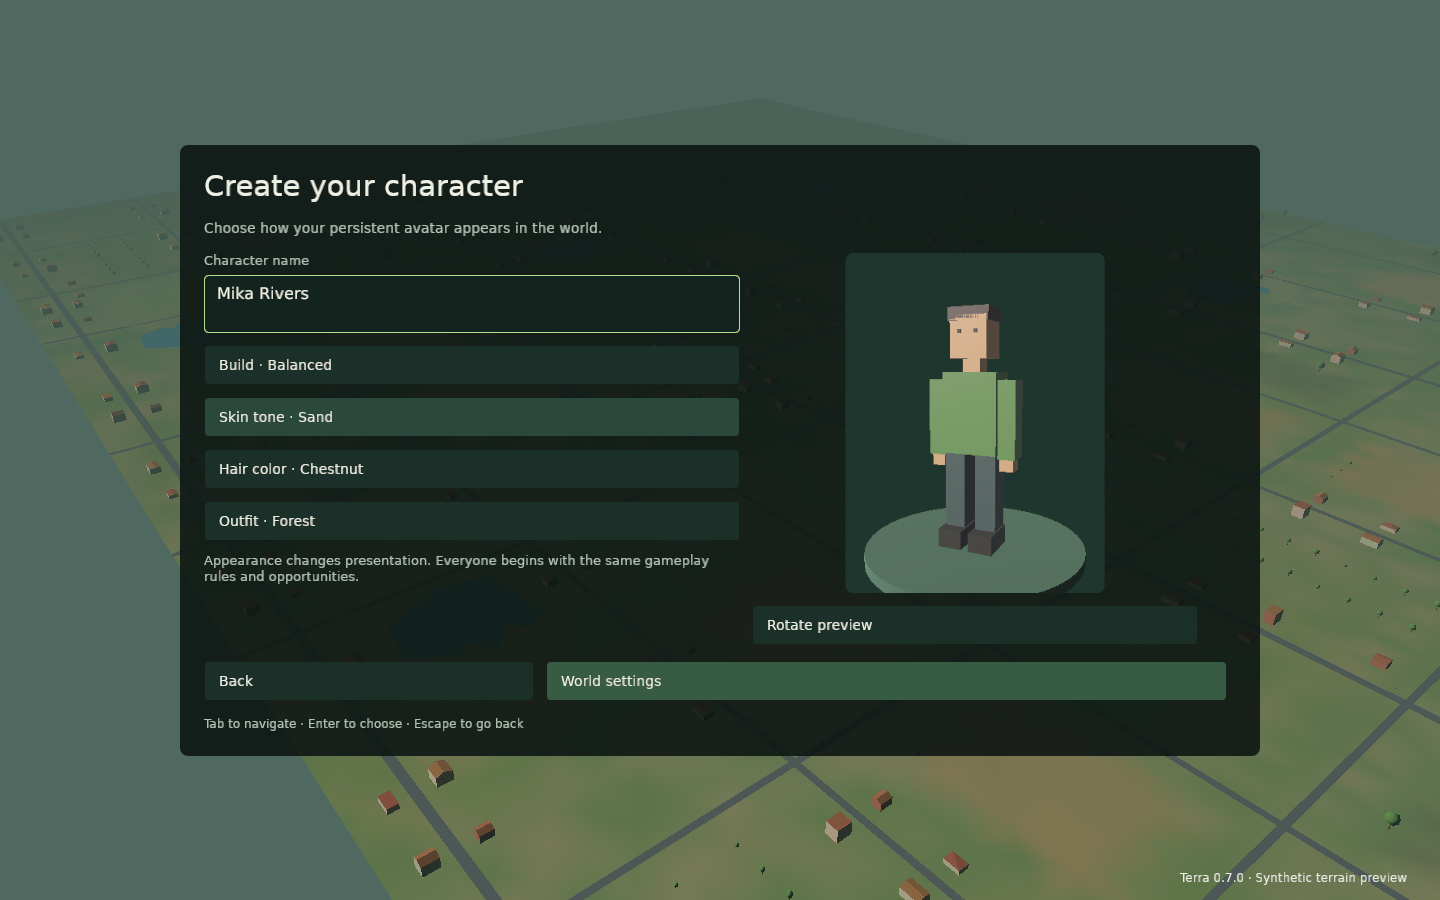 Create your character
Choose how your persistent avatar appears in the world.
Character name
Mika Rivers
Build · Balanced
Skin tone · Sand
Hair color · Chestnut
Outfit · Forest
Appearance changes presentation. Everyone begins with the same gameplay
rules and opportunities.
Rotate preview
Back
World settings
Tab to navigate · Enter to choose · Escape to go back
Terra 0.7.0 · Synthetic terrain preview